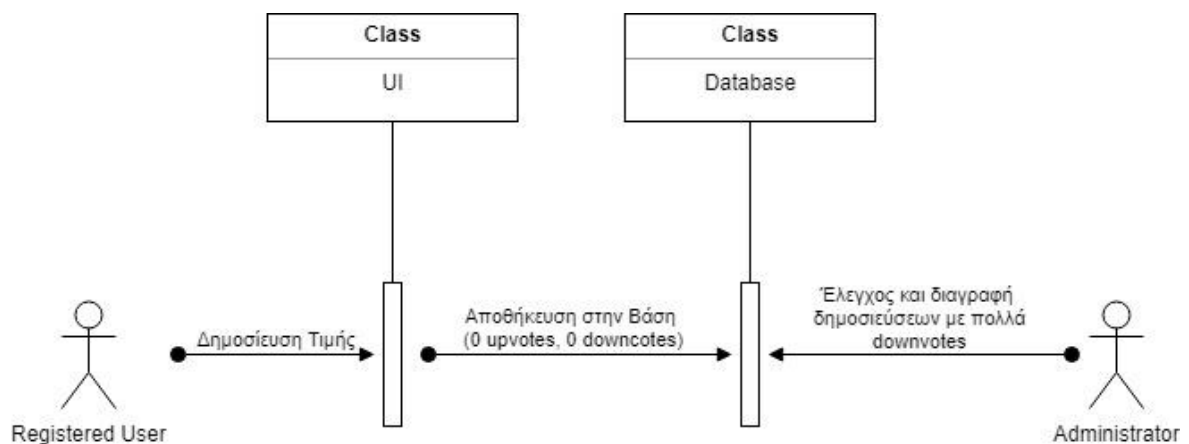 Class
UI
Class
Database
Δημοσίευση Τιμής
Αποθήκευση στην Βάση
(0 upvotes, 0 downcotes)
Έλεγχος και διαγραφή
δημοσιεύσεων με πολλά
downvotes
Registered User
Administrator